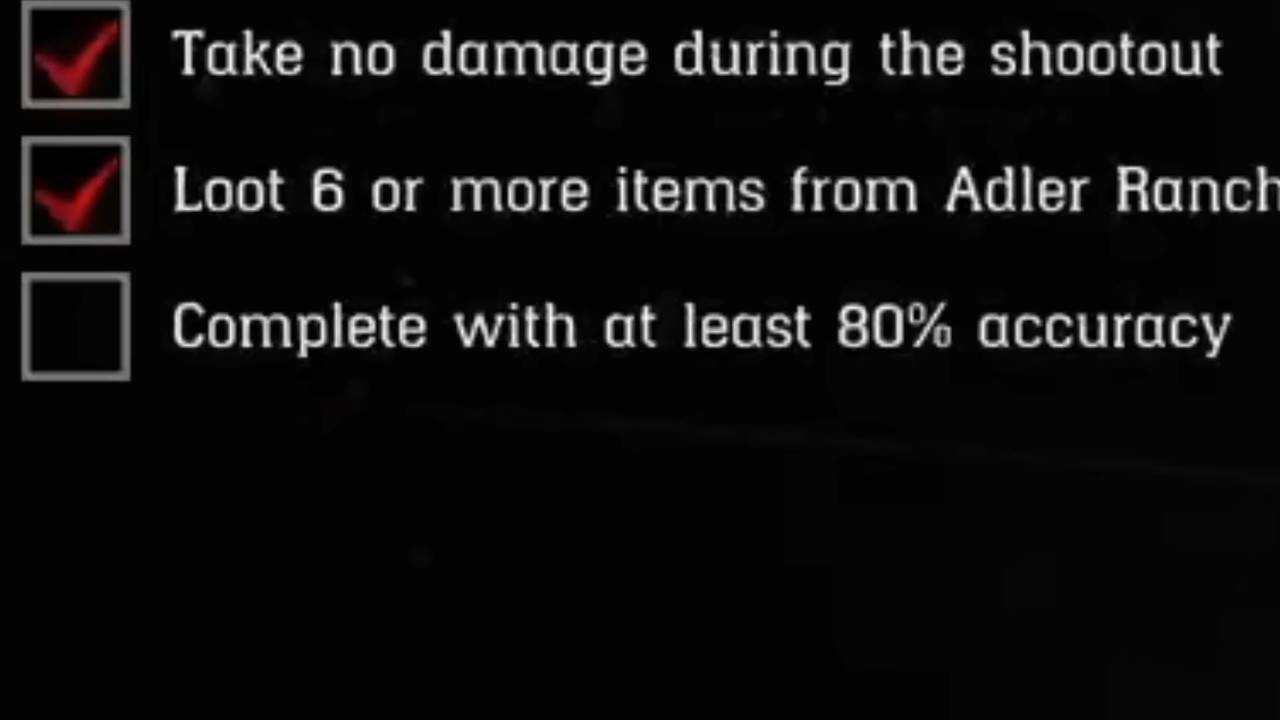 Take no damage during the shootout
Loot 6 or more items from Adler Ranch
Complete with at least 80% accuracy